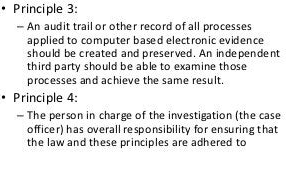 • Principle 3:
– An audit trail or other record of all processes
applied to computer based electronic evidence
should be created and preserved. An independent
third party should be able to examine those
processes and achieve the same result.
• Principle 4:
– The person in charge of the investigation (the case
officer) has overall responsibility for ensuring that
the law and these principles are adhered to